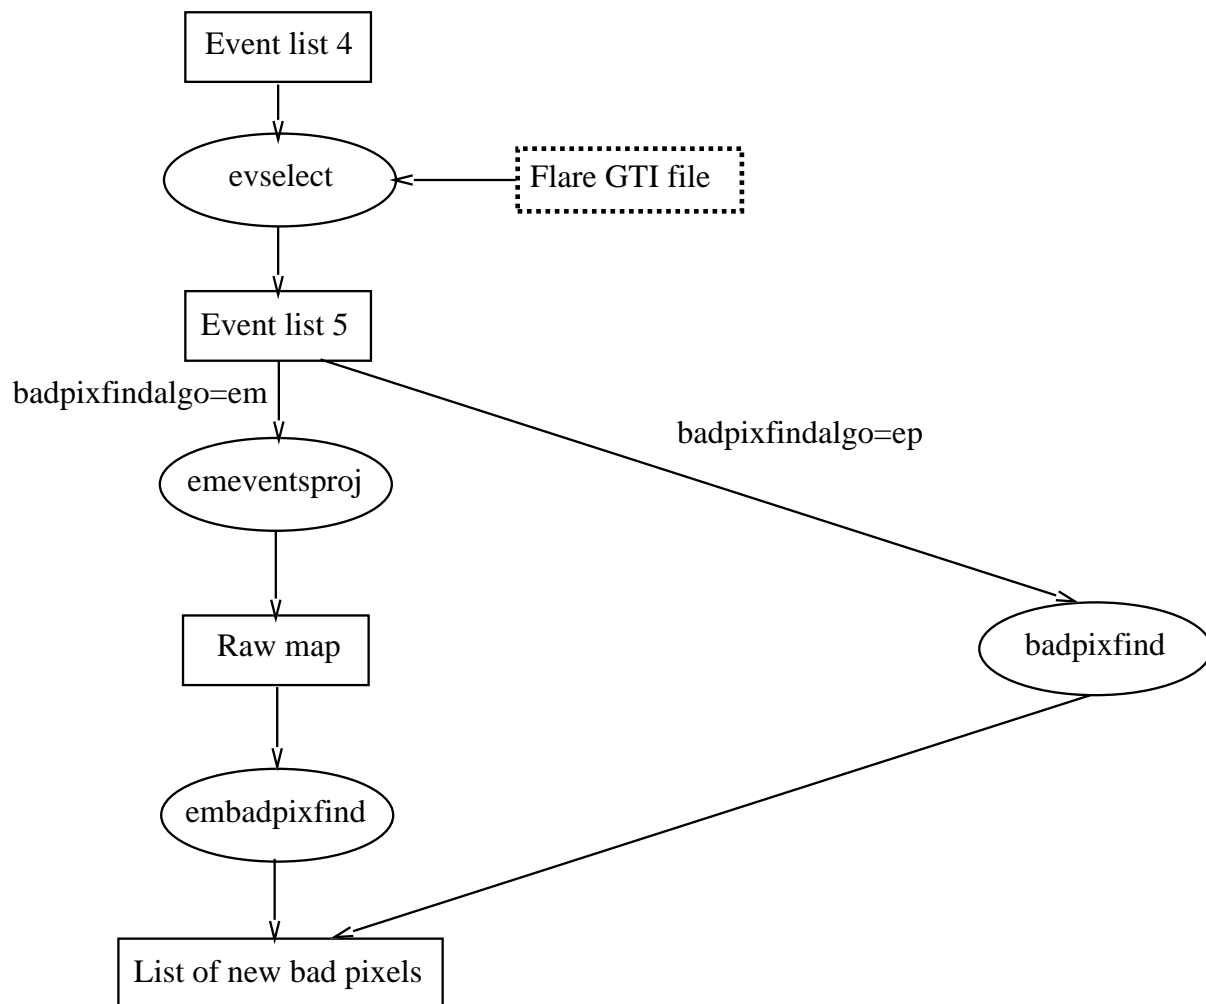 Event list 4
evselect
Flare GTI file
Event list 5
badpixfindalgo=em
badpixfindalgo=ep
emeventsproj
Raw map
badpixfind
embadpixfind
List of new bad pixels